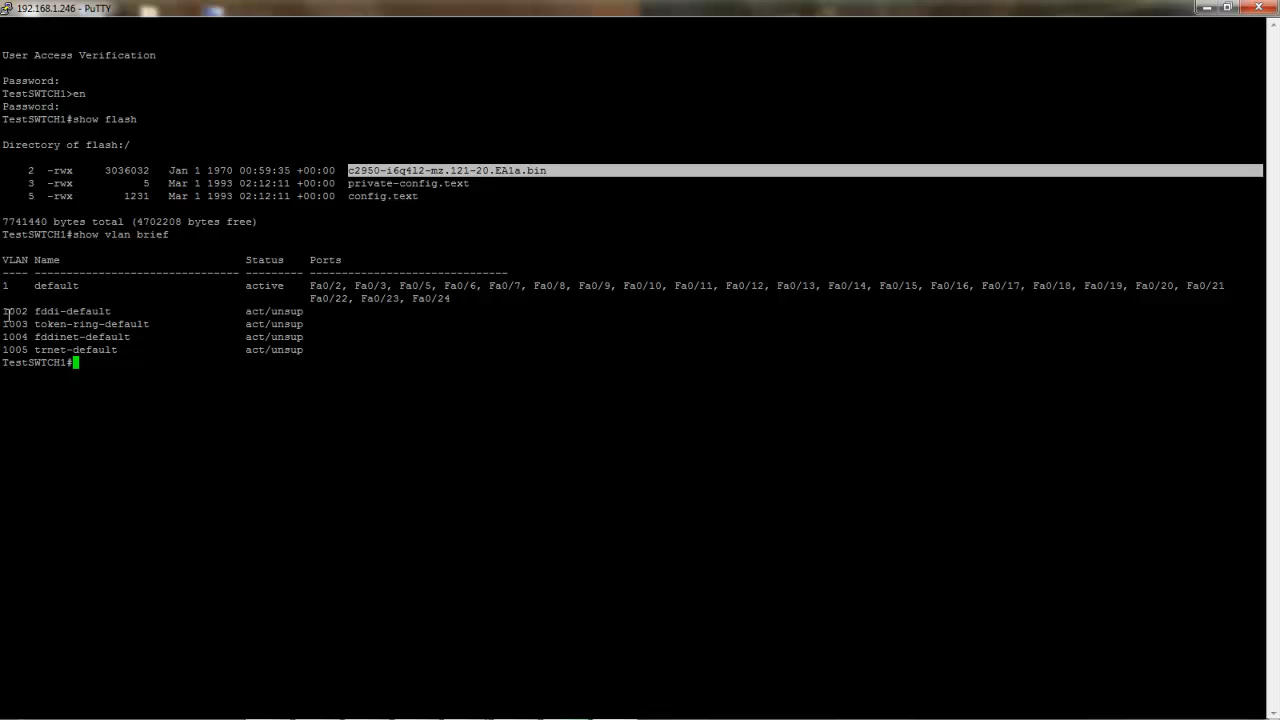 192.168.1.246 - PuTTY
User Access Verification
Password:
TestSWTCH1>en
Password:
TestSWTCH1#show flash
Directory of flash:/
2 -rwx 3036032 Jan 1 1970 00:59:35 +00:00 c2950-i6q4l2-mz.121-20.EA1a.bin
3 -rwx 5 Mar 1 1993 02:12:11 +00:00 private-config.text
5 -rwx 1231 Mar 1 1993 02:12:11 +00:00 config.text
7741440 bytes total (4702208 bytes free)
TestSWTCH1#show vlan brief
VLAN Name Status Ports
---- -------------------------------- --------- -------------------------------
1 default active Fa0/2, Fa0/3, Fa0/5, Fa0/6, Fa0/7, Fa0/8, Fa0/9, Fa0/10, Fa0/11, Fa0/12, Fa0/13, Fa0/14, Fa0/15, Fa0/16, Fa0/17, Fa0/18, Fa0/19, Fa0/20, Fa0/21
Fa0/22, Fa0/23, Fa0/24
1002 fddi-default act/unsup
1003 token-ring-default act/unsup
1004 fddinet-default act/unsup
1005 trnet-default act/unsup
TestSWTCH1#